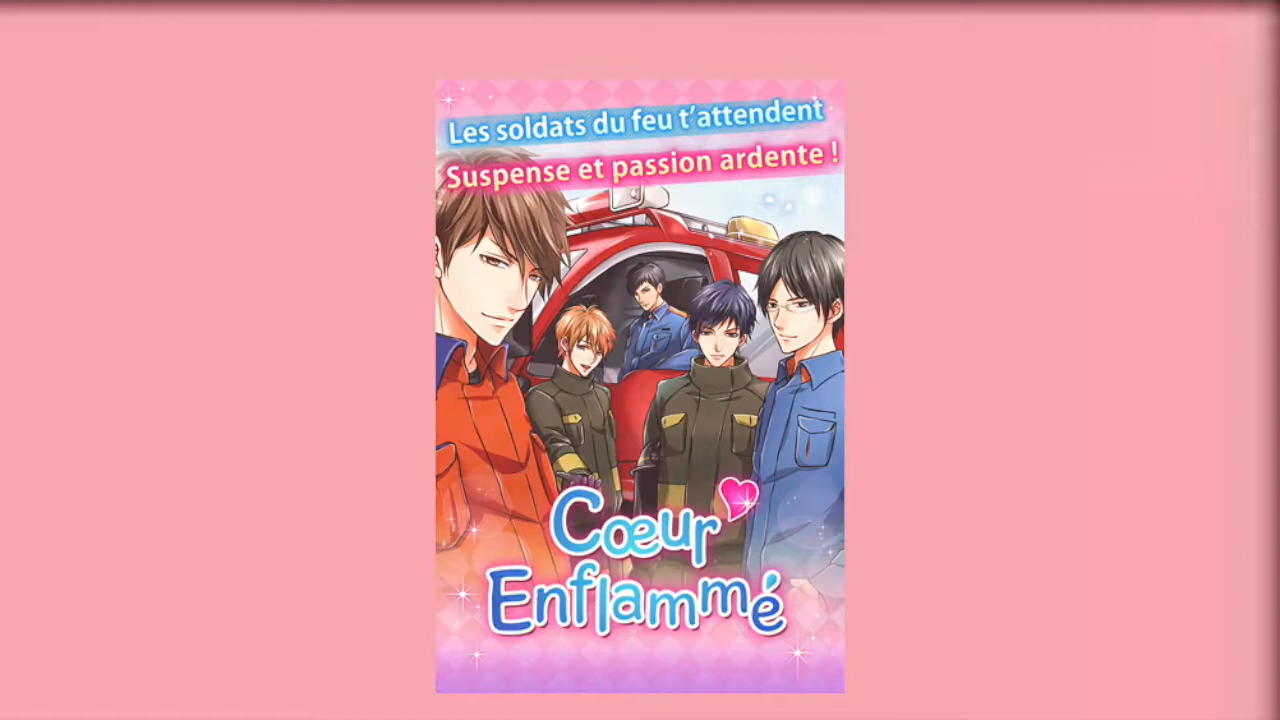 Les soldats du feu t'attendent
Suspense et passion ardente !
Cœur
Enflammé